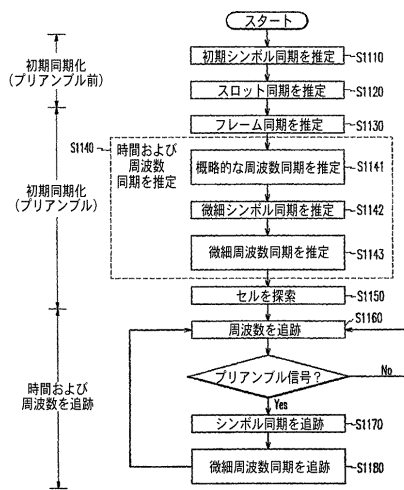 スタート
初期同期化
(プリアンブル前)
初期シンボル同期を推定
S1110
スロット同期を推定
S1120
フレーム同期を推定
S1130
S1140
時間および
周波数
同期を推定
概略的な周波数同期を推定
S1141
初期同期化
(プリアンブル)
微細シンボル同期を推定
S1142
微細周波数同期を推定
S1143
セルを探索
S1150
周波数を追跡
S1160
プリアンブル信号?
No
Yes
時間および
周波数を追跡
シンボル同期を追跡
S1170
微細周波数同期を追跡
S1180